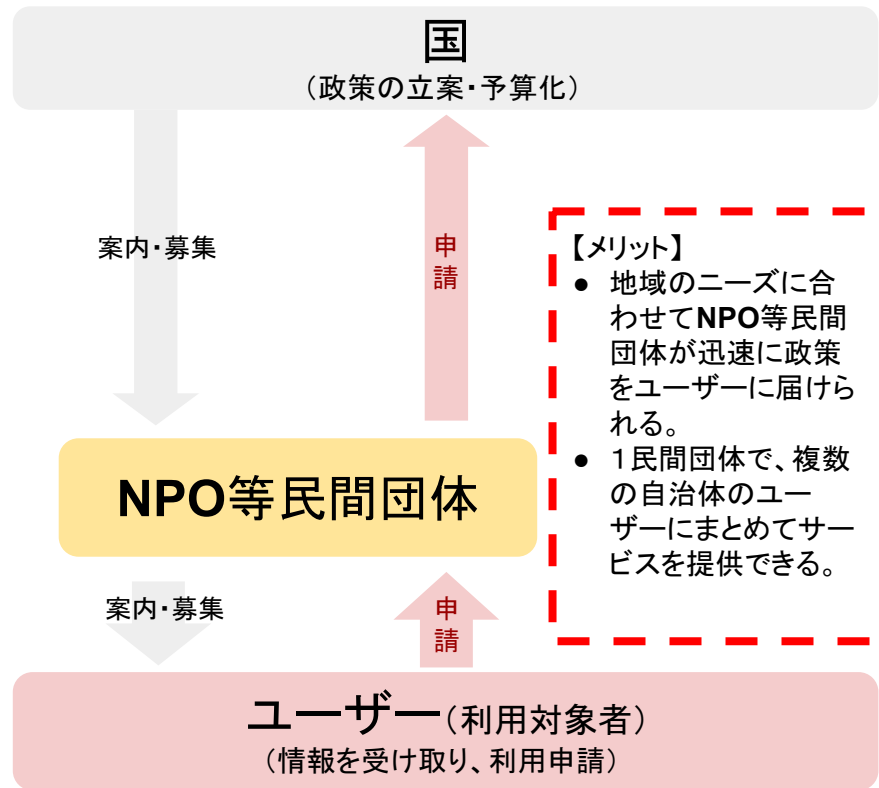 国
（政策の立案・予算化）
案内・募集
申
請
【メリット】
● 地域のニーズに合
わせてNPO等民間
団体が迅速に政策
をユーザーに届けら
れる。
● １民間団体で、複数
の自治体のユー
ザーにまとめてサー
ビスを提供できる。
NPO等民間団体
案内・募集
申
請
ユーザー（利用対象者）
（情報を受け取り、利用申請）